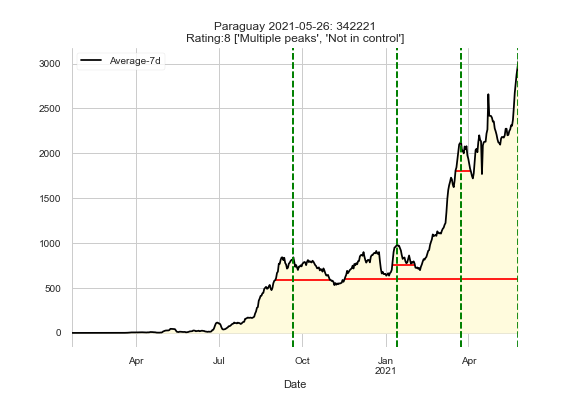 Paraguay 2021-05-26: 342221
Rating:8 ['Multiple peaks', 'Not in control']
Average-7d
3000
2500
2000
1500
1000
500
0
Apr
Jul
Oct
Jan
2021
Apr
Date